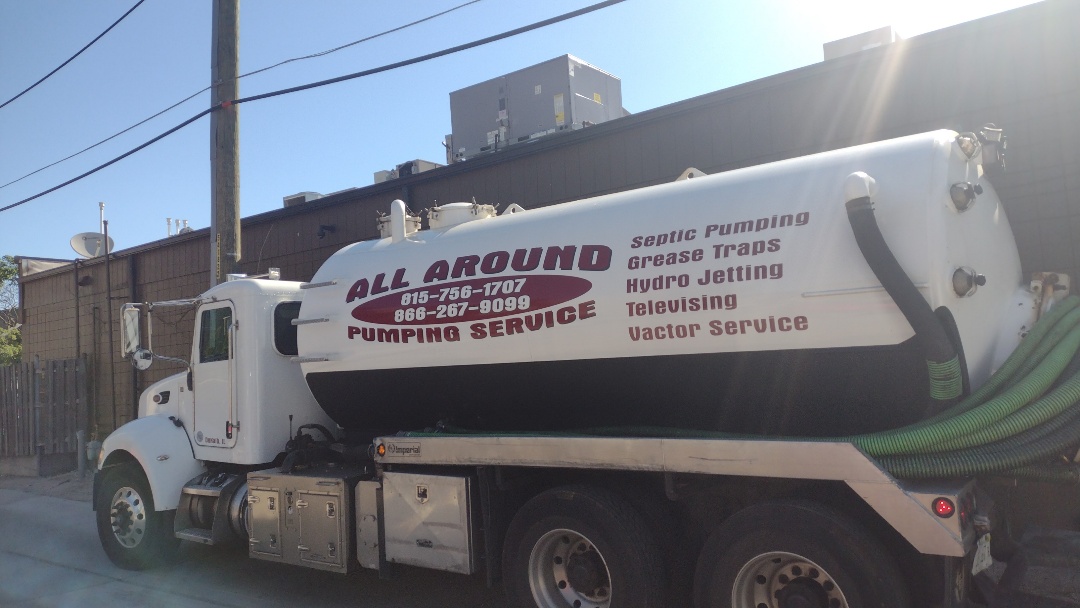 ALL AROUND
815-756-1707
866-267-9099
PUMPING SERVICE
Septic Pumping
Grease Traps
Hydro Jetting
Televising
Vactor Service
Imperial